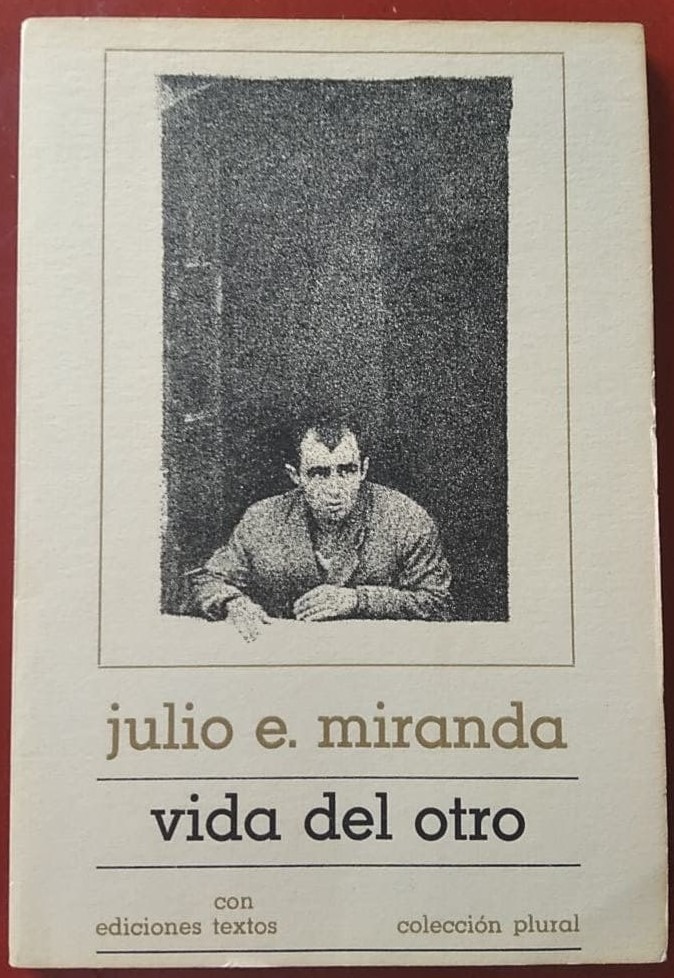 julio e. miranda
vida del otro
con
ediciones textos
colección plural